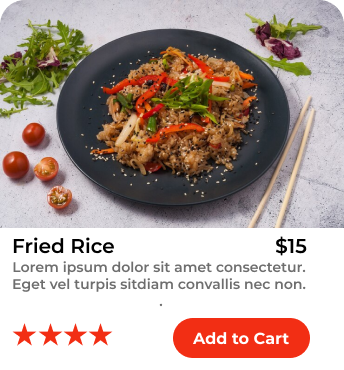 Fried Rice $15
Lorem ipsum dolor sit amet consectetur.
Eget vel turpis sitdiam convallis nec non.
.
Add to Cart